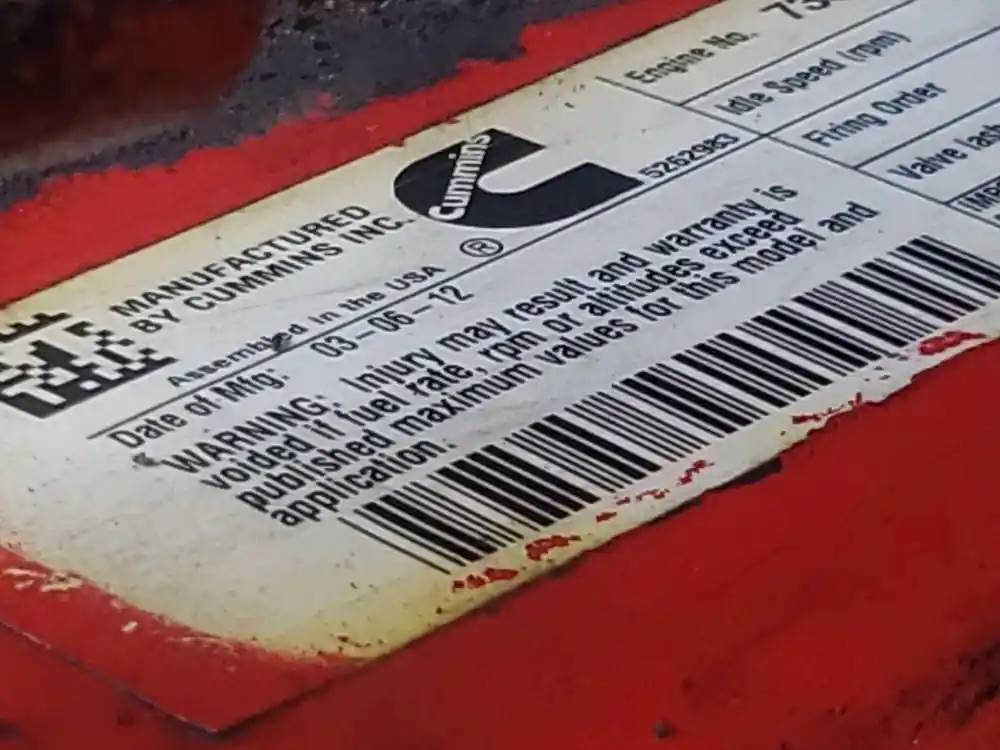 MANUFACTURED
BY CUMMINS INC.
Cummins
®
5262983
Assembled in the USA
Date of Mfg: 03-06-12
WARNING: Injury may result and warranty is
voided if fuel rate, rpm or altitudes exceed
published maximum values for this model and
application.
Engine No. 73
Idle Speed (rpm)
Firing Order
Valve lash